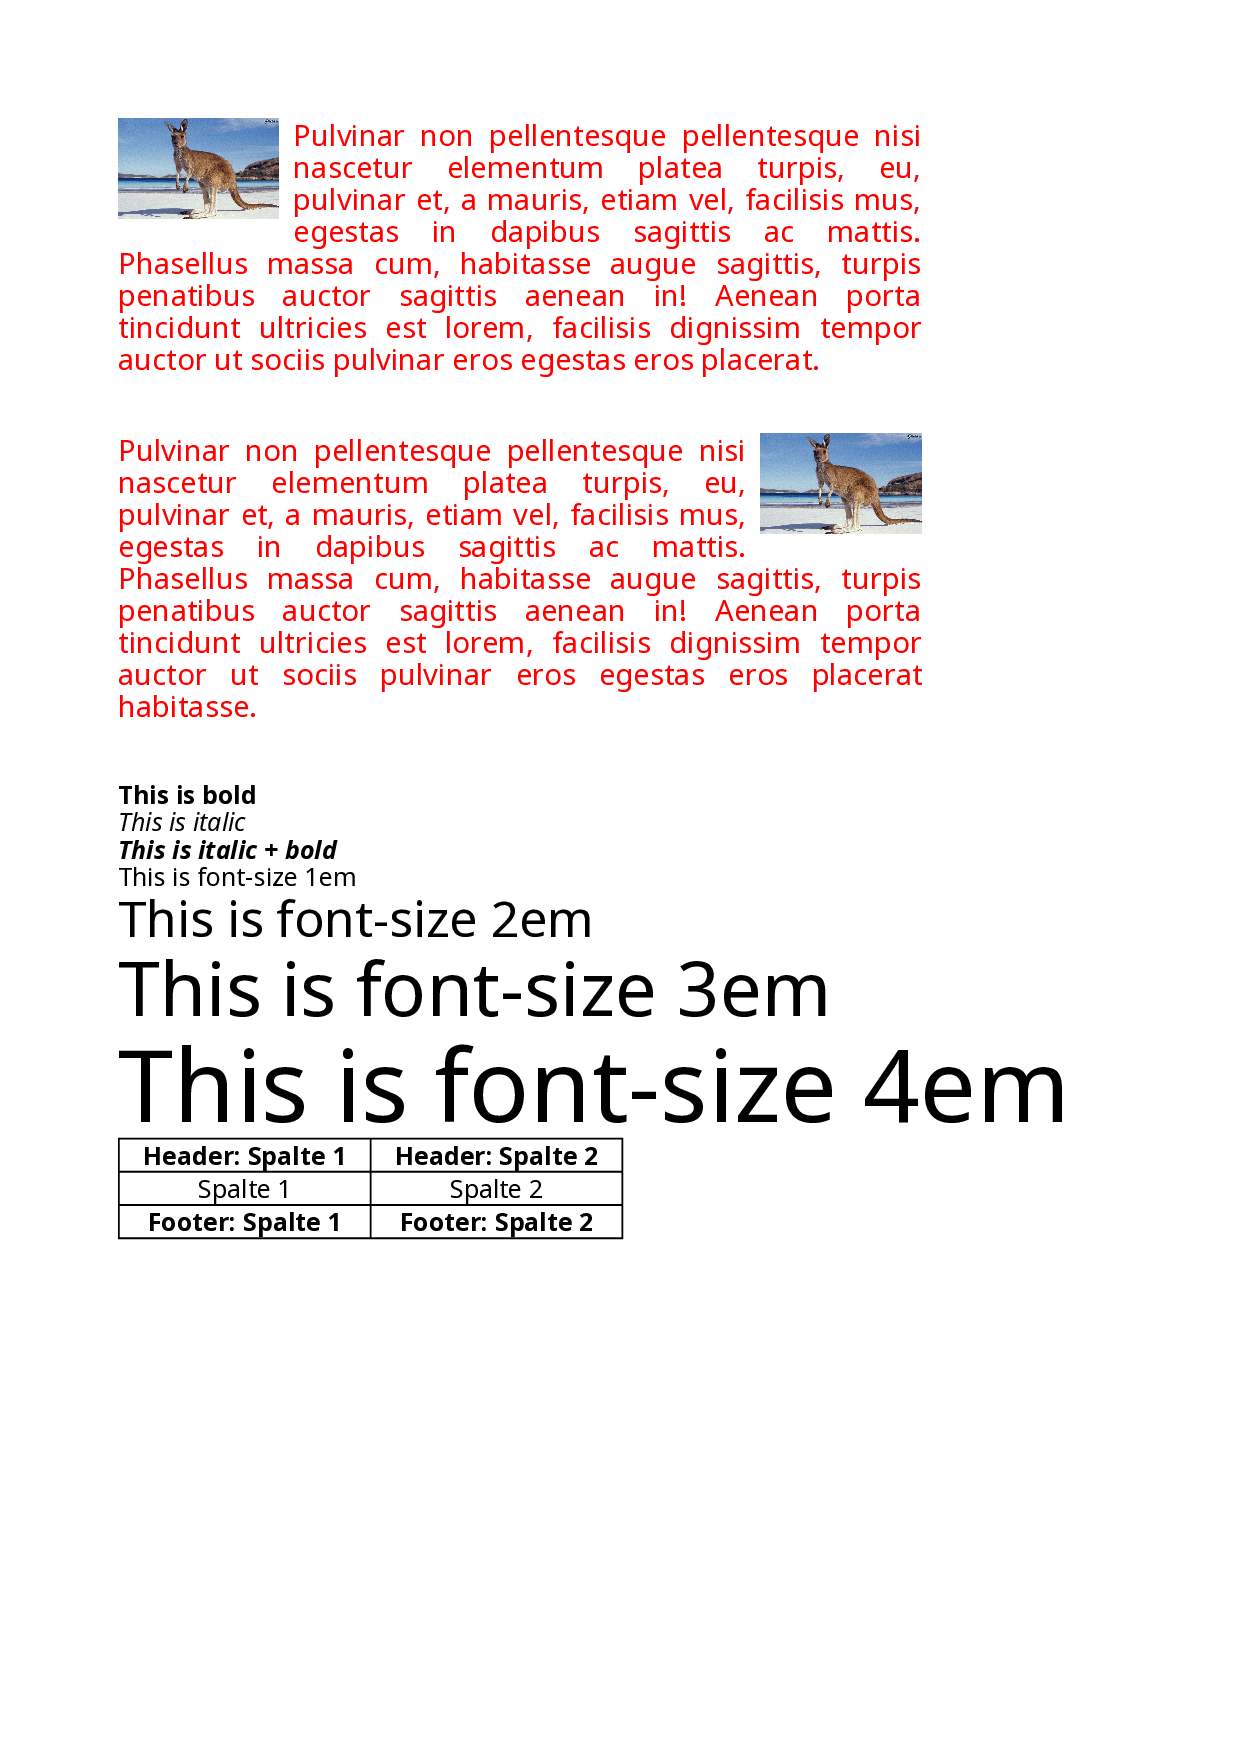 Pulvinar non pellentesque pellentesque nisi
nascetur elementum platea turpis, eu,
pulvinar et, a mauris, etiam vel, facilisis mus,
egestas in dapibus sagittis ac mattis.
Phasellus massa cum, habitasse augue sagittis, turpis
penatibus auctor sagittis aenean in! Aenean porta
tincidunt ultricies est lorem, facilisis dignissim tempor
auctor ut sociis pulvinar eros egestas eros placerat.
Pulvinar non pellentesque pellentesque nisi
nascetur elementum platea turpis, eu,
pulvinar et, a mauris, etiam vel, facilisis mus,
egestas in dapibus sagittis ac mattis.
Phasellus massa cum, habitasse augue sagittis, turpis
penatibus auctor sagittis aenean in! Aenean porta
tincidunt ultricies est lorem, facilisis dignissim tempor
auctor ut sociis pulvinar eros egestas eros placerat
habitasse.
This is bold
This is italic
This is italic + bold
This is font-size 1em
This is font-size 2em
This is font-size 3em
This is font-size 4em
Header: Spalte 1 Header: Spalte 2
Spalte 1 Spalte 2
Footer: Spalte 1 Footer: Spalte 2